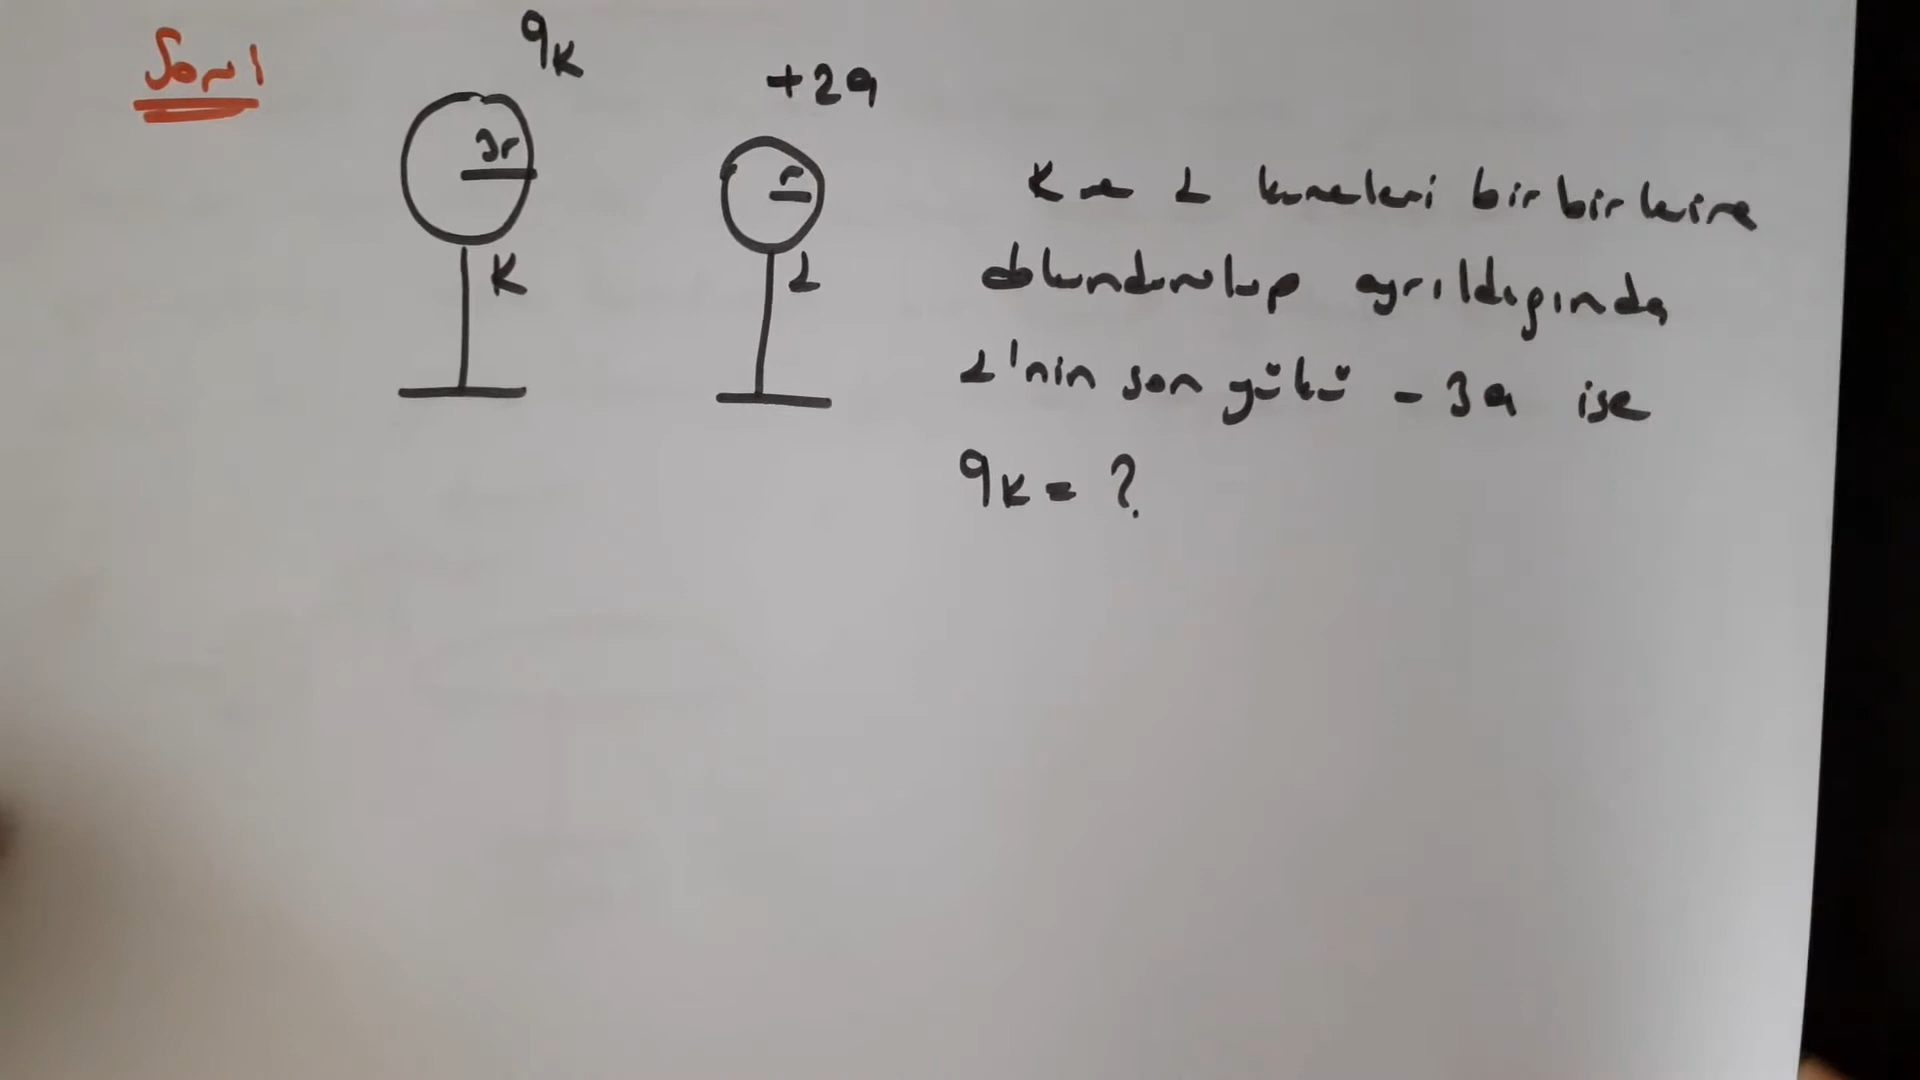 Soru 1
qK
+2q
3r
r
K
L
K ve L küreleri birbirlerine
dokundurulup ayrıldığında
L'nin son yükü -3q ise
qK = ?